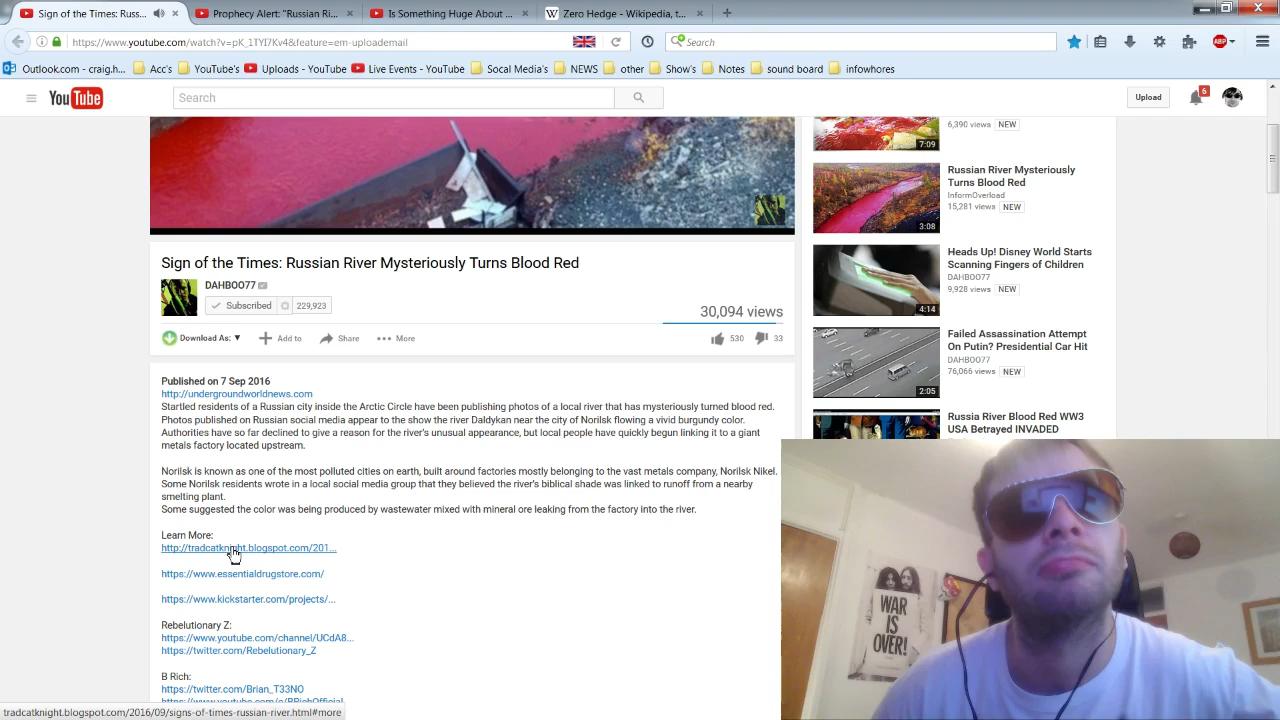 Sign of the Times: Russ...
Prophecy Alert: "Russian Ri...
Is Something Huge About ...
Zero Hedge - Wikipedia, t...
https://www.youtube.com/watch?v=pK_1TYI7Kv4&feature=em-uploademail
Search
ABP
Outlook.com - craig.h...
Acc's
YouTube's
Uploads - YouTube
Live Events - YouTube
Socal Media's
NEWS
other
Show's
Notes
sound board
infowhores
YouTube
Search
Upload
6
6,390 views NEW
7:09
Russian River Mysteriously
Turns Blood Red
InformOverload
15,281 views NEW
3:08
Heads Up! Disney World Starts
Scanning Fingers of Children
DAHBOO77
9,928 views NEW
4:14
Failed Assassination Attempt
On Putin? Presidential Car Hit
DAHBOO77
76,066 views NEW
2:05
Russia River Blood Red WW3
USA Betrayed INVADED
Sign of the Times: Russian River Mysteriously Turns Blood Red
DAHBOO77
Subscribed 229,923
30,094 views
Download As: ▼ Add to Share More
530 33
Published on 7 Sep 2016
http://undergroundworldnews.com
Startled residents of a Russian city inside the Arctic Circle have been publishing photos of a local river that has mysteriously turned blood red.
Photos published on Russian social media appear to the show the river Daldykan near the city of Norilsk flowing a vivid burgundy color.
Authorities have so far declined to give a reason for the river's unusual appearance, but local people have quickly begun linking it to a giant
metals factory located upstream.
Norilsk is known as one of the most polluted cities on earth, built around factories mostly belonging to the vast metals company, Norilsk Nikel.
Some Norilsk residents wrote in a local social media group that they believed the river's biblical shade was linked to runoff from a nearby
smelting plant.
Some suggested the color was being produced by wastewater mixed with mineral ore leaking from the factory into the river.
Learn More:
http://tradcatknight.blogspot.com/201...
https://www.essentialdrugstore.com/
https://www.kickstarter.com/projects/...
Rebelutionary Z:
https://www.youtube.com/channel/UCdA8...
https://twitter.com/Rebelutionary_Z
B Rich:
https://twitter.com/Brian_T33NO
https://www.youtube.com/c/BRichOfficial
tradcatknight.blogspot.com/2016/09/signs-of-times-russian-river.html#more
WAR
IS
OVER!